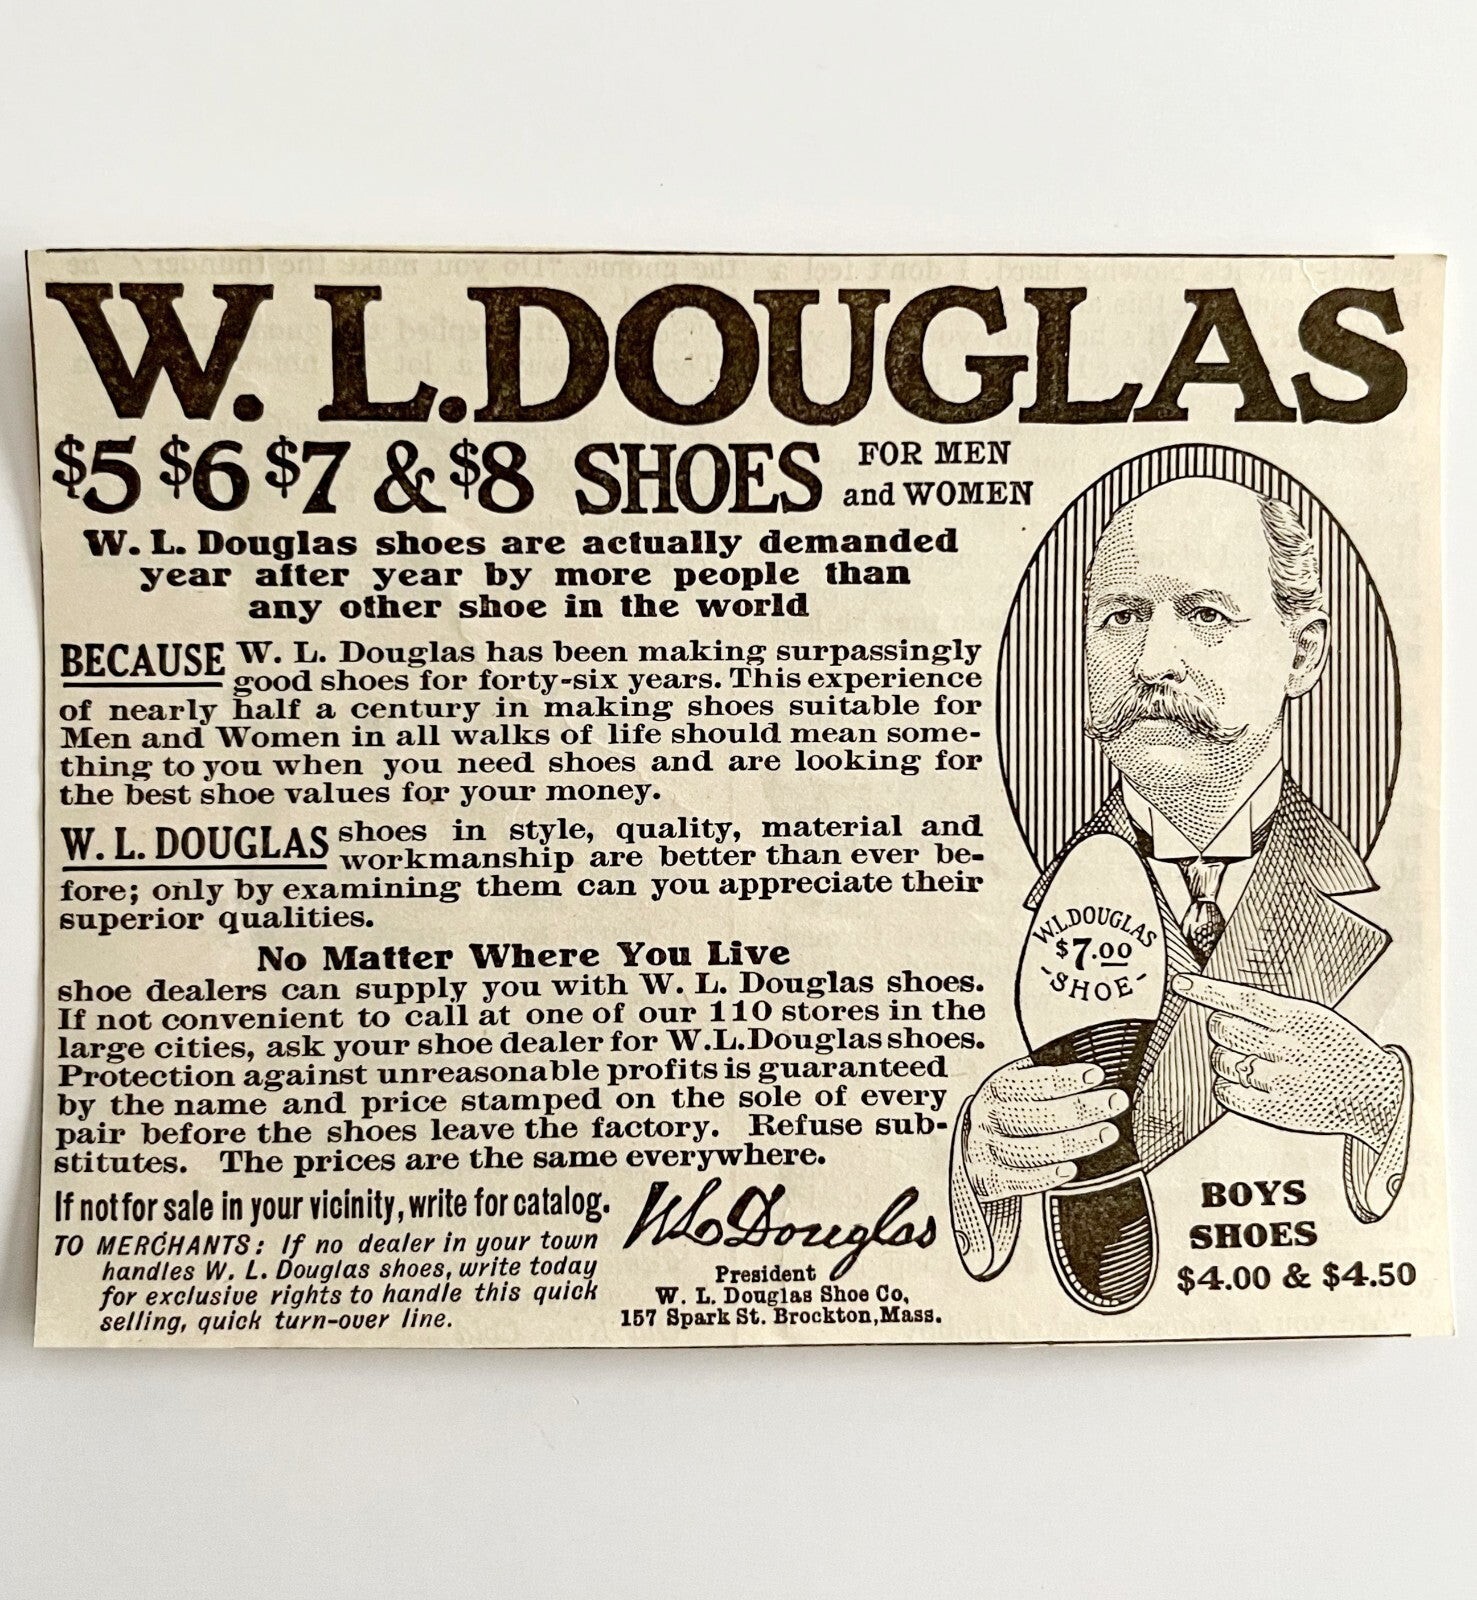 W. L. DOUGLAS
$5 $6 $7 & $8 SHOES FOR MEN
and WOMEN
W. L. Douglas shoes are actually demanded
year after year by more people than
any other shoe in the world
BECAUSE W. L. Douglas has been making surpassingly
good shoes for forty-six years. This experience
of nearly half a century in making shoes suitable for
Men and Women in all walks of life should mean some-
thing to you when you need shoes and are looking for
the best shoe values for your money.
W. L. DOUGLAS shoes in style, quality, material and
workmanship are better than ever be-
fore; only by examining them can you appreciate their
superior qualities.
No Matter Where You Live
shoe dealers can supply you with W. L. Douglas shoes.
If not convenient to call at one of our 110 stores in the
large cities, ask your shoe dealer for W.L.Douglas shoes.
Protection against unreasonable profits is guaranteed
by the name and price stamped on the sole of every
pair before the shoes leave the factory. Refuse sub-
stitutes. The prices are the same everywhere.
If not for sale in your vicinity, write for catalog.
TO MERCHANTS: If no dealer in your town
handles W. L. Douglas shoes, write today
for exclusive rights to handle this quick
selling, quick turn-over line.
W L Douglas
President
W. L. Douglas Shoe Co,
157 Spark St. Brockton, Mass.
W.L.DOUGLAS
$7.00
-SHOE-
BOYS
SHOES
$4.00 & $4.50